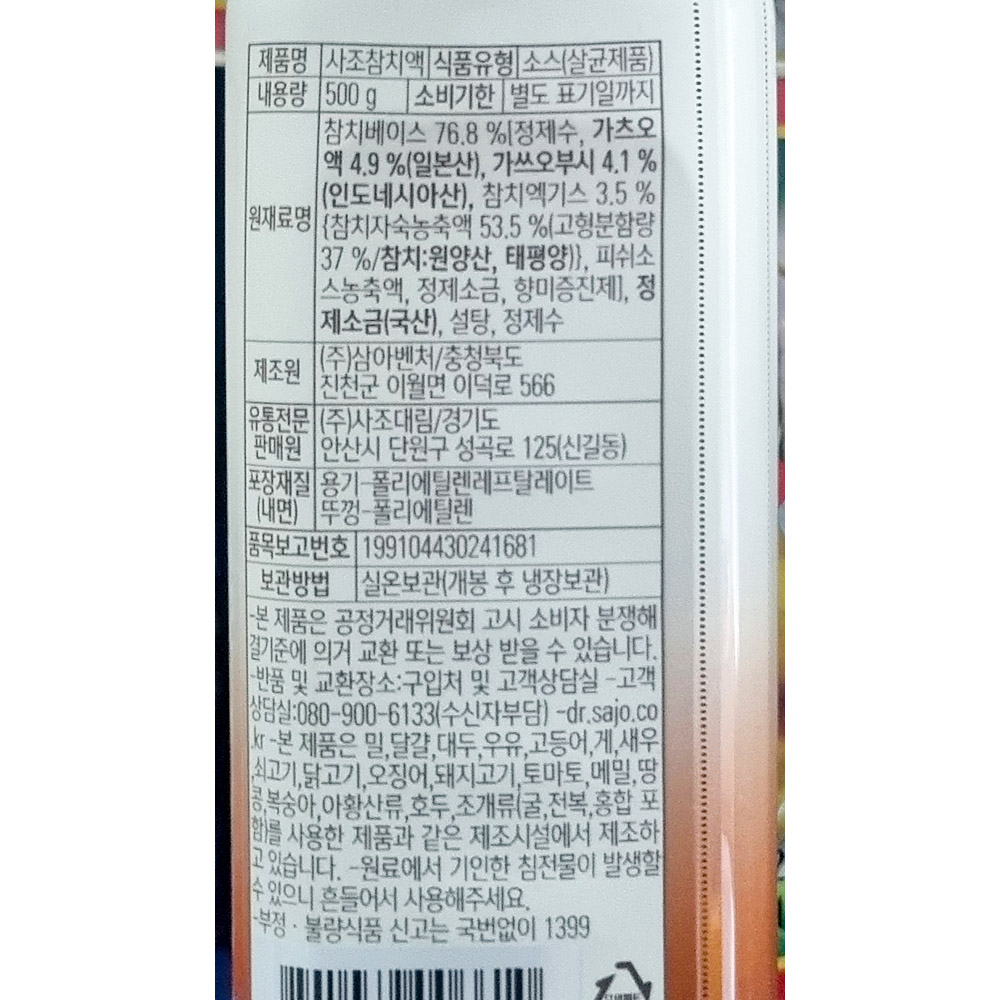 제품명 사조참치액 식품유형 소스(살균제품)
내용량 500 g 소비기한 별도 표기일까지
원재료명
참치베이스 76.8 %[정제수, 가츠오
액 4.9 %(일본산), 가쓰오부시 4.1 %
(인도네시아산), 참치엑기스 3.5 %
{참치자숙농축액 53.5 %(고형분함량
37 %/참치:원양산, 태평양)}, 피쉬소
스농축액, 정제소금, 향미증진제], 정
제소금(국산), 설탕, 정제수
제조원
(주)삼아벤처/충청북도
진천군 이월면 이덕로 566
유통전문
판매원
(주)사조대림/경기도
안산시 단원구 성곡로 125(신길동)
포장재질
(내면)
용기-폴리에틸렌테프탈레이트
뚜껑-폴리에틸렌
품목보고번호 199104430241681
보관방법 실온보관(개봉 후 냉장보관)
-본 제품은 공정거래위원회 고시 소비자 분쟁해
결기준에 의거 교환 또는 보상 받을 수 있습니다.
-반품 및 교환장소:구입처 및 고객상담실 -고객
상담실:080-900-6133(수신자부담) -dr.sajo.co
.kr -본 제품은 밀,달걀,대두,우유,고등어,게,새우
,쇠고기,닭고기,오징어,돼지고기,토마토,메밀,땅
콩,복숭아,아황산류,호두,조개류(굴,전복,홍합 포
함)를 사용한 제품과 같은 제조시설에서 제조하
고 있습니다. -원료에서 기인한 침전물이 발생할
수 있으니 흔들어서 사용해주세요.
-부정 · 불량식품 신고는 국번없이 1399